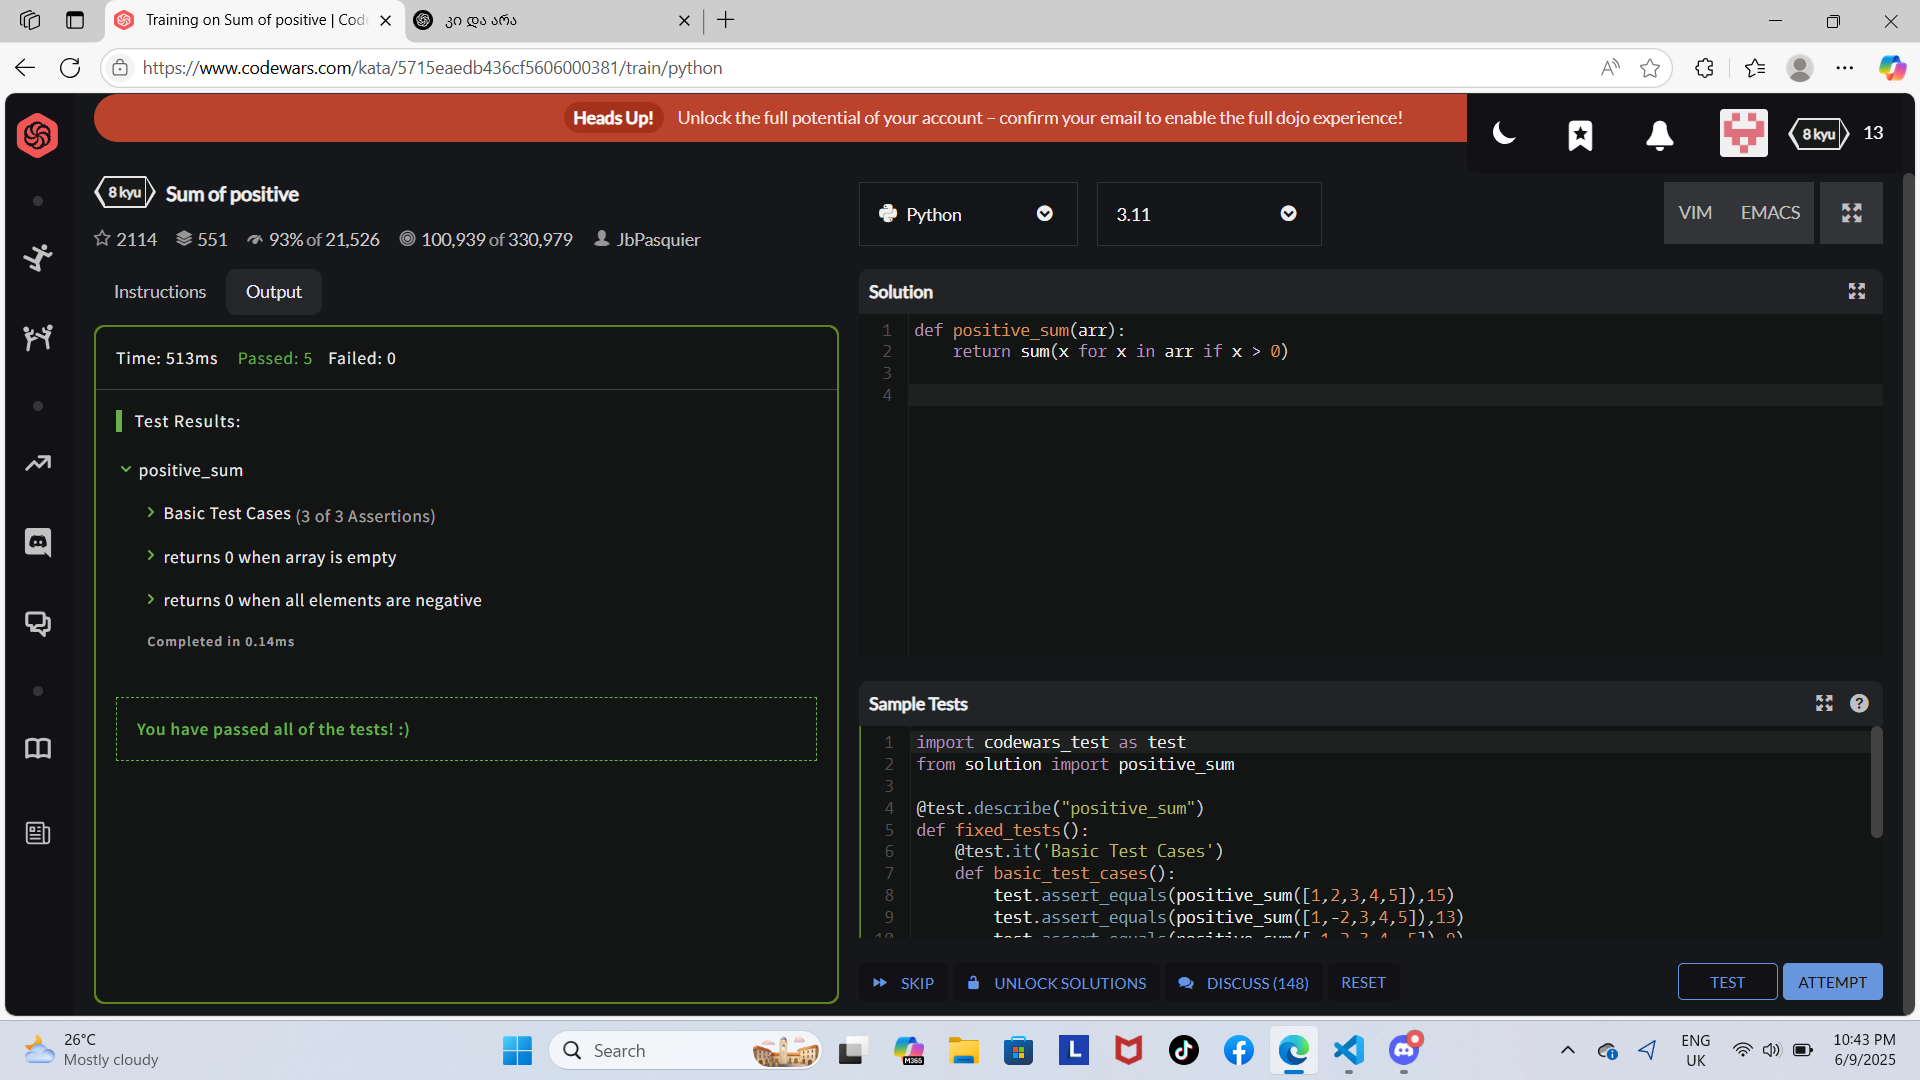 Training on Sum of positive | Code
კი და არა
https://www.codewars.com/kata/5715eaedb436cf5606000381/train/python
Heads Up! Unlock the full potential of your account – confirm your email to enable the full dojo experience!
8 kyu 13
8 kyu Sum of positive
2114 551 93% of 21,526 100,939 of 330,979 JbPasquier
Python
3.11
VIM EMACS
Instructions Output
Time: 513ms Passed: 5 Failed: 0
Test Results:
positive_sum
Basic Test Cases (3 of 3 Assertions)
returns 0 when array is empty
returns 0 when all elements are negative
Completed in 0.14ms
You have passed all of the tests! :)
Solution
1 def positive_sum(arr):
2 return sum(x for x in arr if x > 0)
3
4
Sample Tests
1 import codewars_test as test
2 from solution import positive_sum
3
4 @test.describe("positive_sum")
5 def fixed_tests():
6 @test.it('Basic Test Cases')
7 def basic_test_cases():
8 test.assert_equals(positive_sum([1,2,3,4,5]),15)
9 test.assert_equals(positive_sum([1,-2,3,4,5]),13)
SKIP UNLOCK SOLUTIONS DISCUSS (148) RESET TEST ATTEMPT
26°C
Mostly cloudy
Search
M365
L
ENG
UK
10:43 PM
6/9/2025